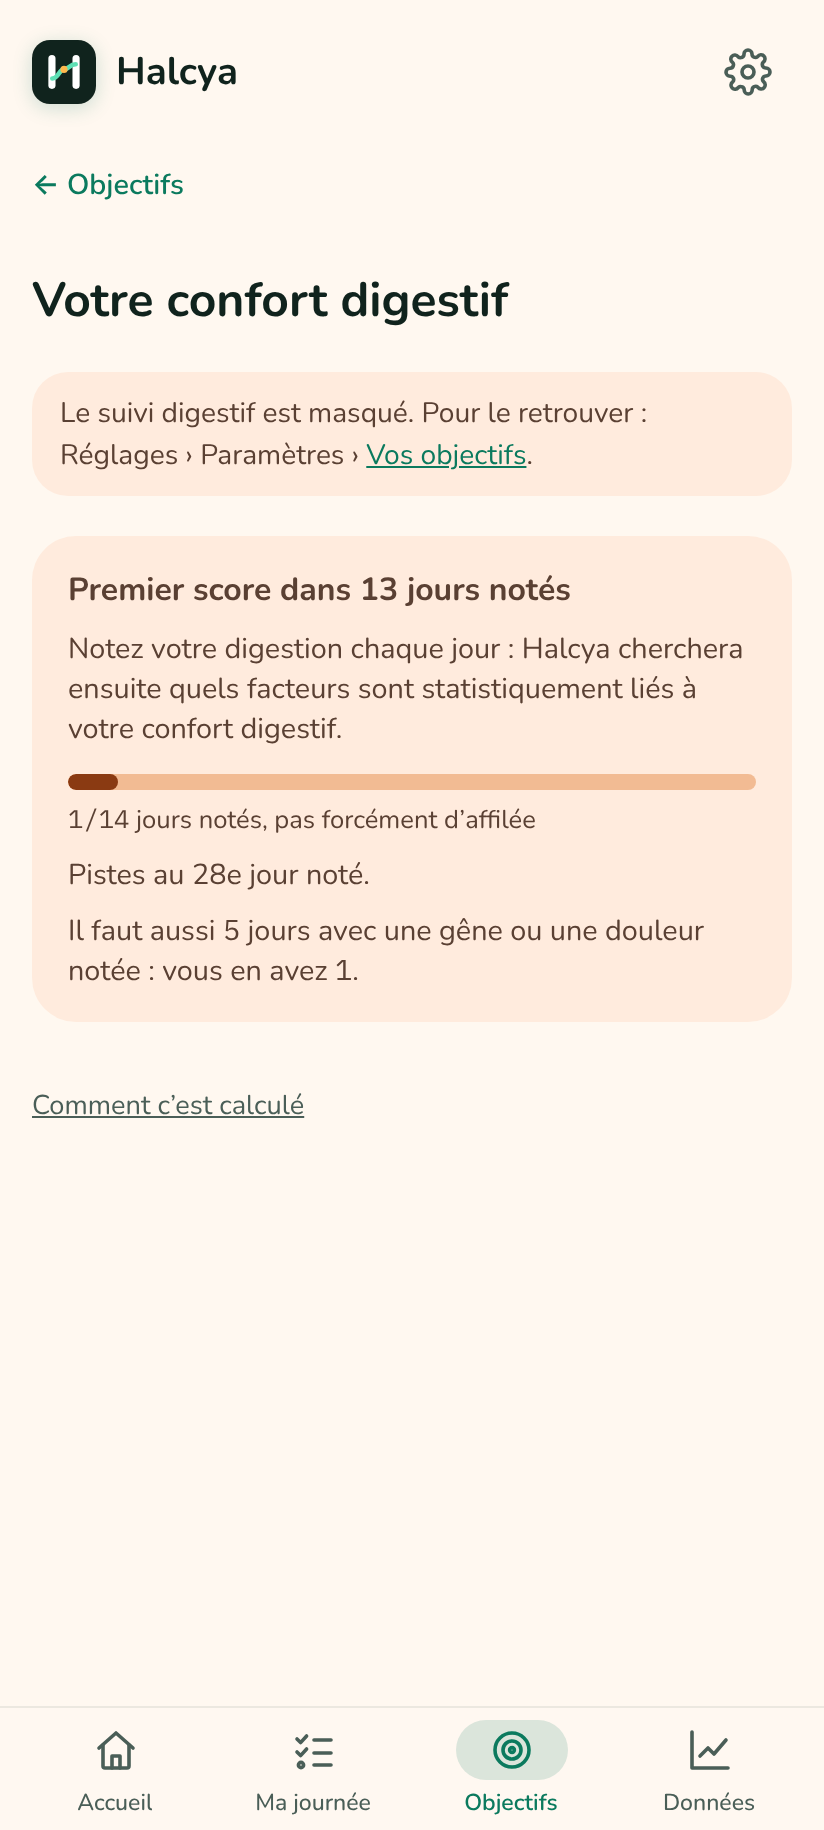 Halcya
← Objectifs
Votre confort digestif
Le suivi digestif est masqué. Pour le retrouver :
Réglages › Paramètres › Vos objectifs.
Premier score dans 13 jours notés
Notez votre digestion chaque jour : Halcya cherchera
ensuite quels facteurs sont statistiquement liés à
votre confort digestif.
1/14 jours notés, pas forcément d’affilée
Pistes au 28e jour noté.
Il faut aussi 5 jours avec une gêne ou une douleur
notée : vous en avez 1.
Comment c’est calculé
Accueil
Ma journée
Objectifs
Données